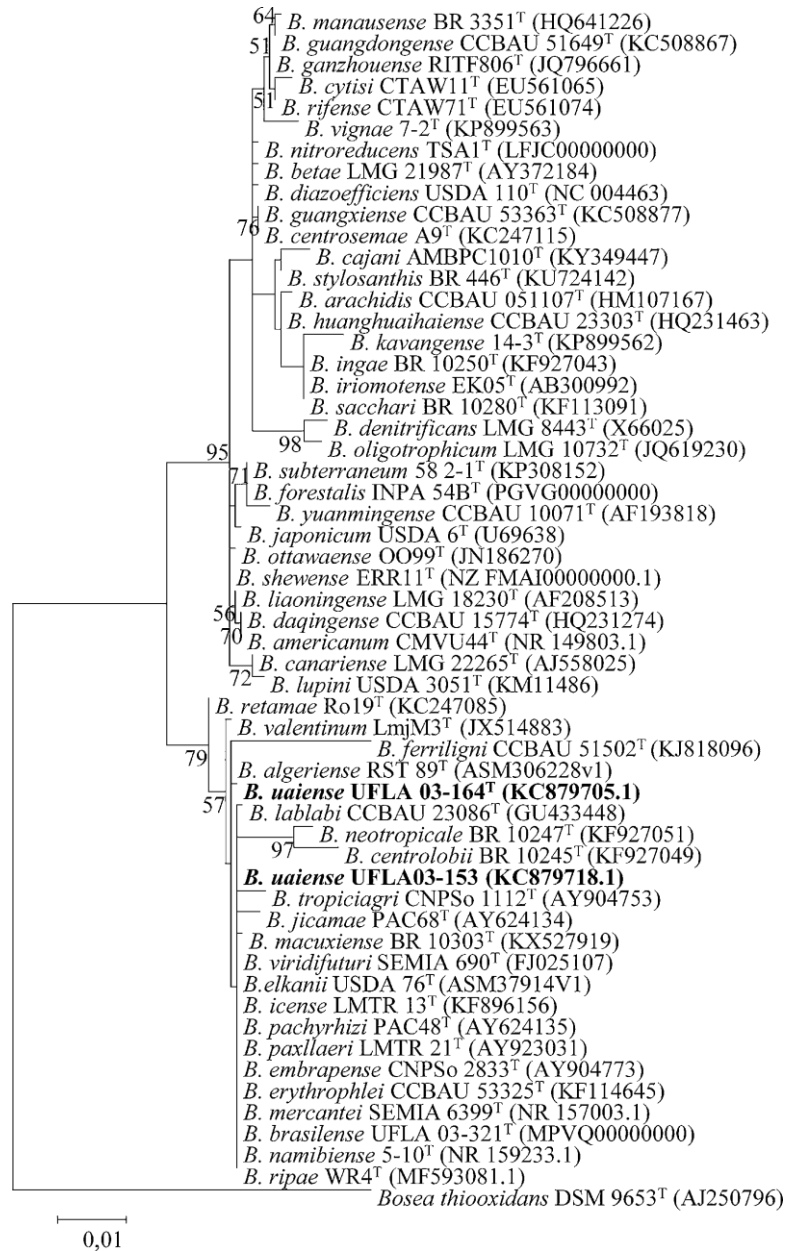 64
B. manausense BR 3351ᵀ (HQ641226)
51
B. guangdongense CCBAU 51649ᵀ (KC508867)
B. ganzhouense RITF806ᵀ (JQ796661)
B. cytisi CTAW11ᵀ (EU561065)
51
B. rifense CTAW71ᵀ (EU561074)
B. vignae 7-2ᵀ (KP899563)
B. nitroreducens TSA1ᵀ (LFJC00000000)
B. betae LMG 21987ᵀ (AY372184)
B. diazoefficiens USDA 110ᵀ (NC 004463)
B. guangxiense CCBAU 53363ᵀ (KC508877)
76
B. centrosemae A9ᵀ (KC247115)
B. cajani AMBPC1010ᵀ (KY349447)
B. stylosanthis BR 446ᵀ (KU724142)
B. arachidis CCBAU 051107ᵀ (HM107167)
B. huanghuaihaiense CCBAU 23303ᵀ (HQ231463)
B. kavangense 14-3ᵀ (KP899562)
B. ingae BR 10250ᵀ (KF927043)
B. iriomotense EK05ᵀ (AB300992)
B. sacchari BR 10280ᵀ (KF113091)
B. denitrificans LMG 8443ᵀ (X66025)
98
B. oligotrophicum LMG 10732ᵀ (JQ619230)
95
71
B. subterraneum 58 2-1ᵀ (KP308152)
B. forestalis INPA 54Bᵀ (PGVG00000000)
B. yuanmingense CCBAU 10071ᵀ (AF193818)
B. japonicum USDA 6ᵀ (U69638)
B. ottawaense OO99ᵀ (JN186270)
B. shewense ERR11ᵀ (NZ FMAI00000000.1)
B. liaoningense LMG 18230ᵀ (AF208513)
56
B. daqingense CCBAU 15774ᵀ (HQ231274)
70
B. americanum CMVU44ᵀ (NR 149803.1)
B. canariense LMG 22265ᵀ (AJ558025)
72
B. lupini USDA 3051ᵀ (KM11486)
B. retamae Ro19ᵀ (KC247085)
B. valentinum LmjM3ᵀ (JX514883)
B. ferriligni CCBAU 51502ᵀ (KJ818096)
79
B. algeriense RST 89ᵀ (ASM306228v1)
B. uaiense UFLA 03-164ᵀ (KC879705.1)
57
B. lablabi CCBAU 23086ᵀ (GU433448)
B. neotropicale BR 10247ᵀ (KF927051)
97
B. centrolobii BR 10245ᵀ (KF927049)
B. uaiense UFLA03-153 (KC879718.1)
B. tropiciagri CNPSo 1112ᵀ (AY904753)
B. jicamae PAC68ᵀ (AY624134)
B. macuxiense BR 10303ᵀ (KX527919)
B. viridifuturi SEMIA 690ᵀ (FJ025107)
B.elkanii USDA 76ᵀ (ASM37914V1)
B. icense LMTR 13ᵀ (KF896156)
B. pachyrhizi PAC48ᵀ (AY624135)
B. paxllaeri LMTR 21ᵀ (AY923031)
B. embrapense CNPSo 2833ᵀ (AY904773)
B. erythrophlei CCBAU 53325ᵀ (KF114645)
B. mercantei SEMIA 6399ᵀ (NR 157003.1)
B. brasilense UFLA 03-321ᵀ (MPVQ00000000)
B. namibiense 5-10ᵀ (NR 159233.1)
B. ripae WR4ᵀ (MF593081.1)
Bosea thiooxidans DSM 9653ᵀ (AJ250796)
0,01